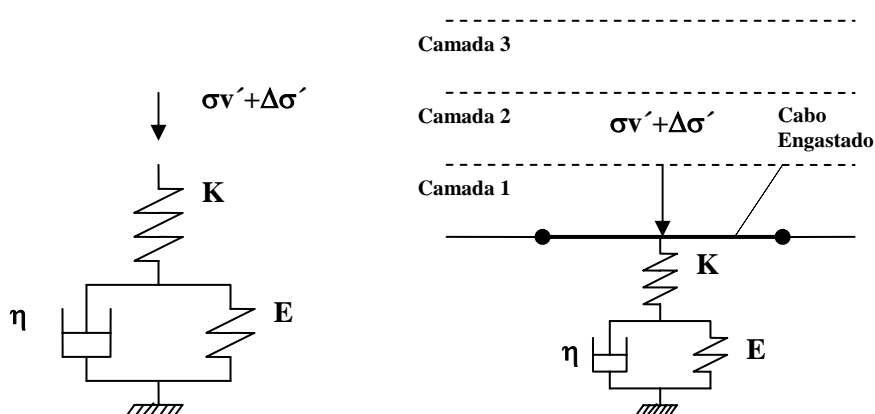 σv´+Δσ´
K
η
E
Camada 3
Camada 2
σv´+Δσ´
Cabo
Engastado
Camada 1
K
η
E